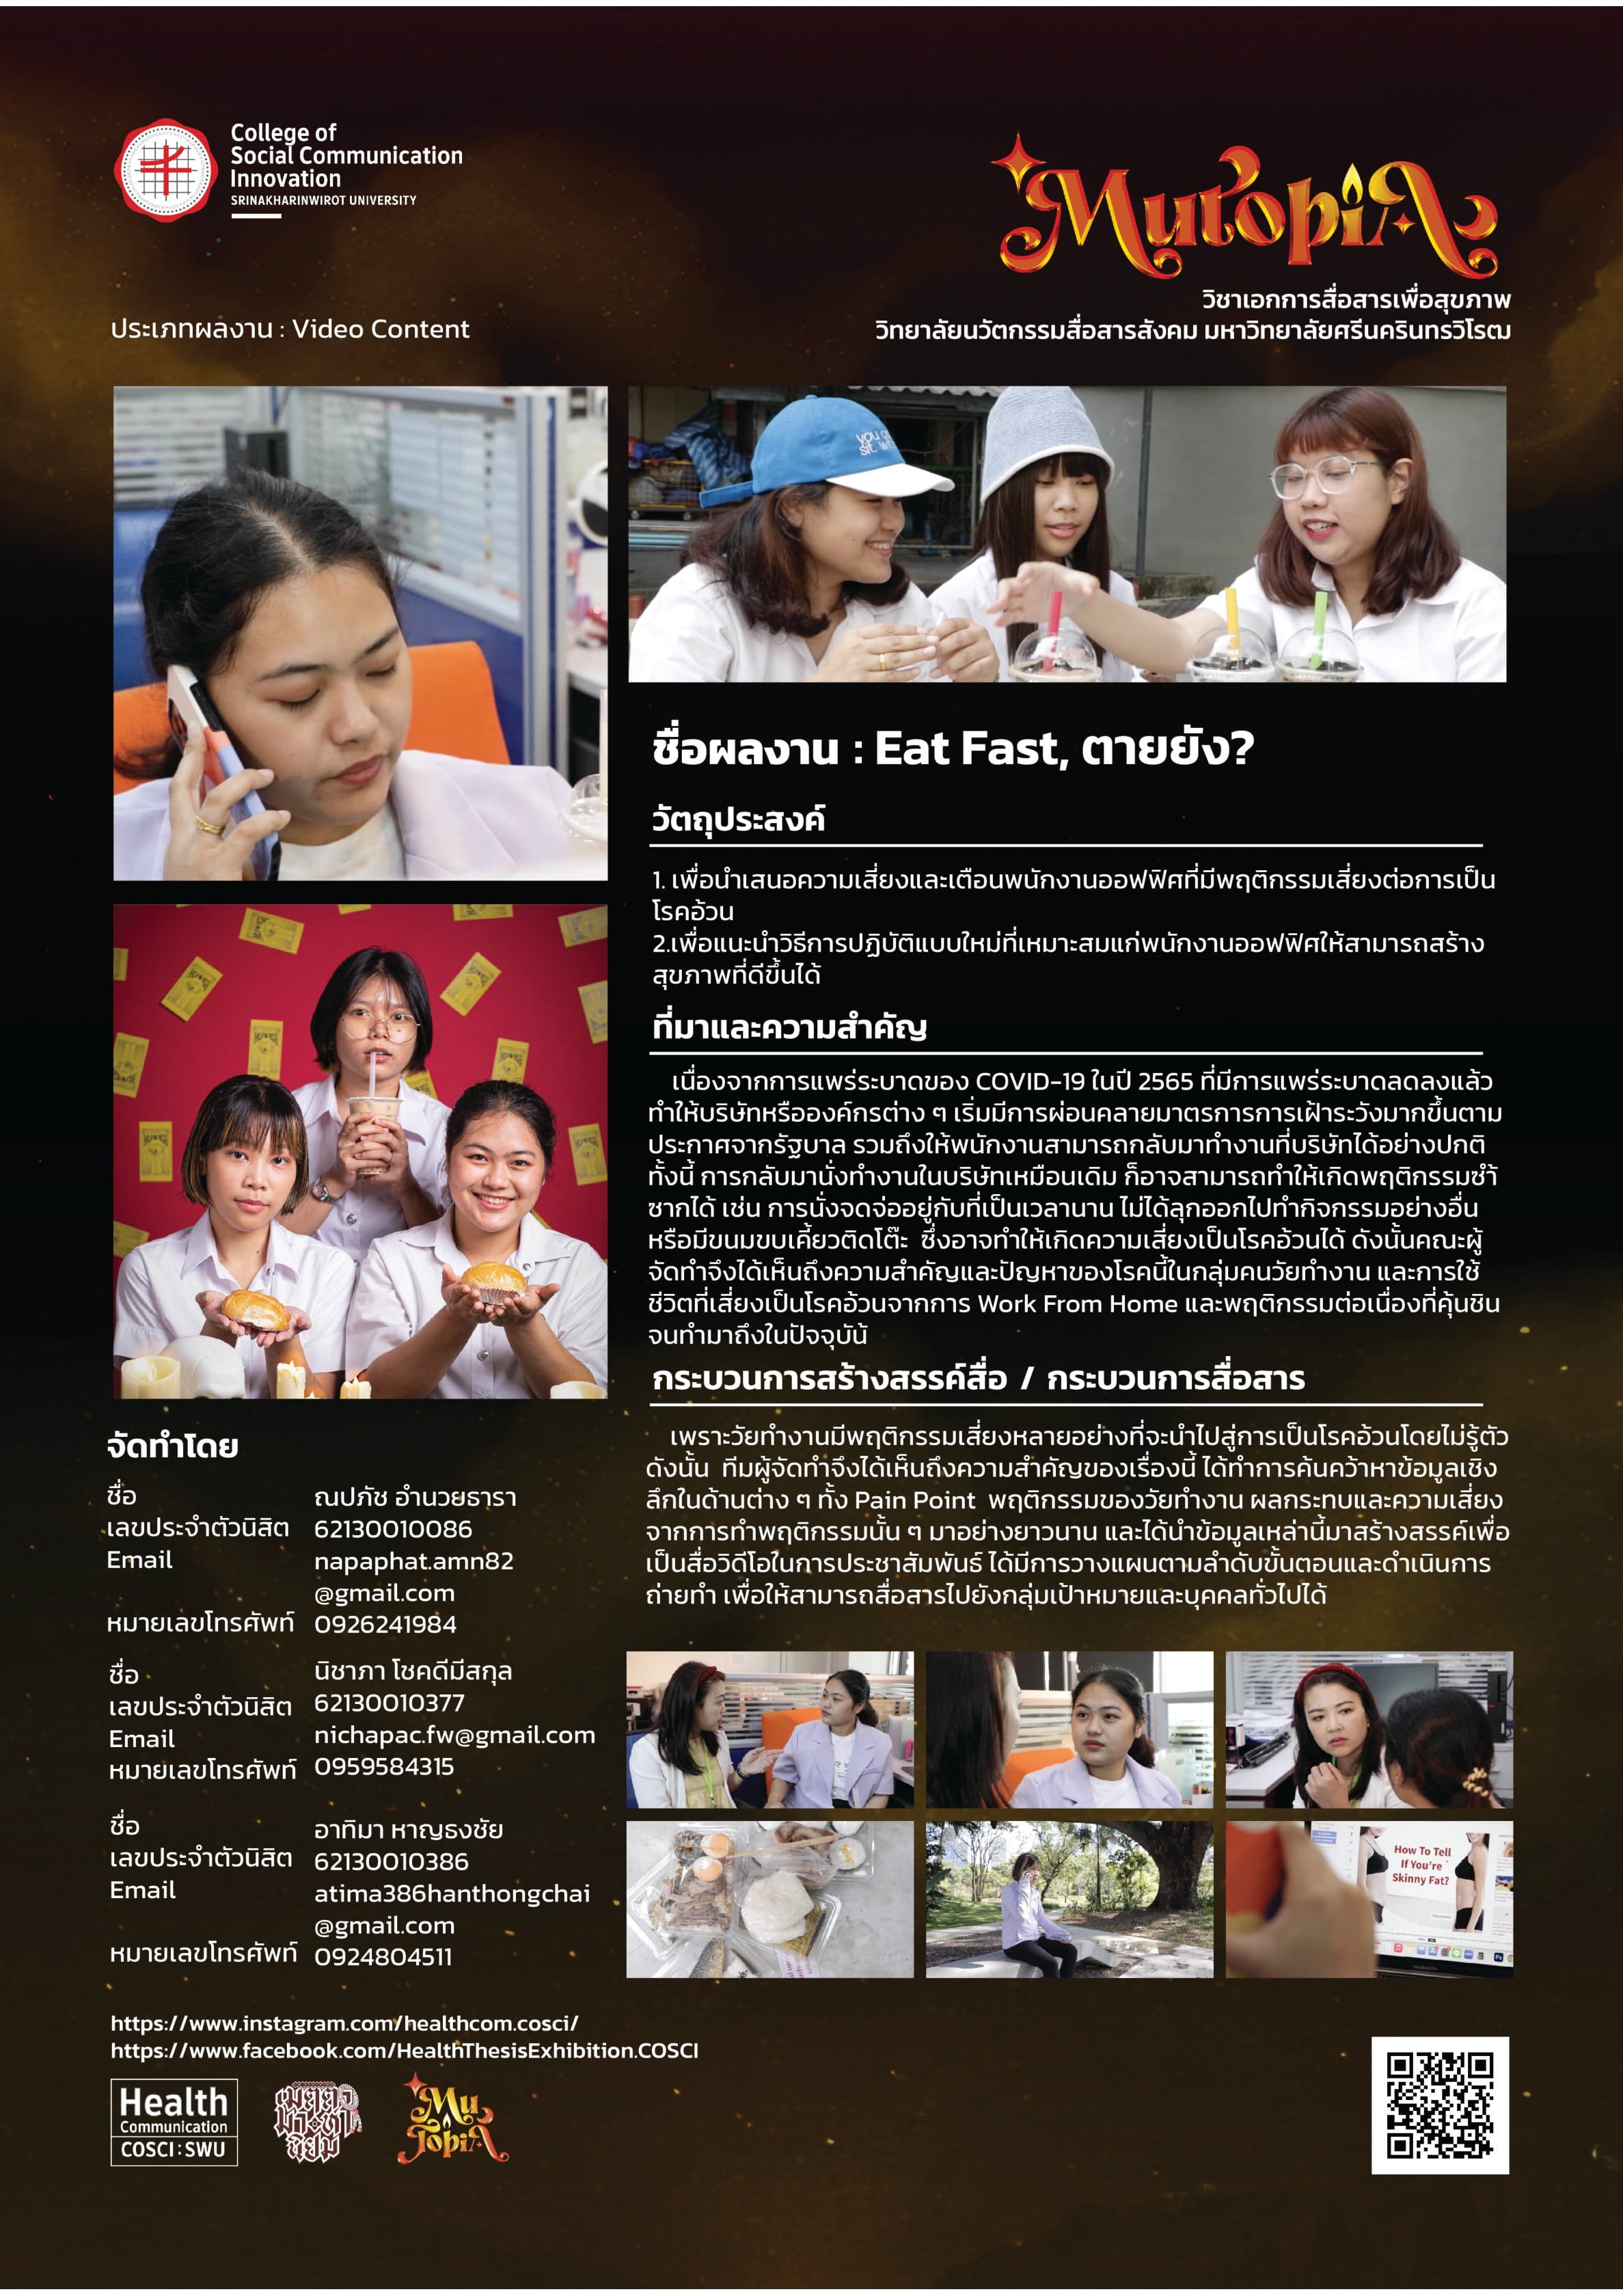 College of
Social Communication
Innovation
SRINAKHARINWIROT UNIVERSITY
Mutopia
วิชาเอกการสื่อสารเพื่อสุขภาพ
วิทยาลัยนวัตกรรมสื่อสารสังคม มหาวิทยาลัยศรีนครินทรวิโรฒ
ประเภทผลงาน : Video Content
ชื่อผลงาน : Eat Fast, ตายยัง?
วัตถุประสงค์
1. เพื่อนำเสนอความเสี่ยงและเตือนพนักงานออฟฟิศที่มีพฤติกรรมเสี่ยงต่อการเป็น
โรคอ้วน
2.เพื่อแนะนำวิธีการปฏิบัติแบบใหม่ที่เหมาะสมแก่พนักงานออฟฟิศให้สามารถสร้าง
สุขภาพที่ดีขึ้นได้
ที่มาและความสำคัญ
เนื่องจากการแพร่ระบาดของ COVID-19 ในปี 2565 ที่มีการแพร่ระบาดลดลงแล้ว
ทำให้บริษัทหรือองค์กรต่าง ๆ เริ่มมีการผ่อนคลายมาตรการการเฝ้าระวังมากขึ้นตาม
ประกาศจากรัฐบาล รวมถึงให้พนักงานสามารถกลับมาทำงานที่บริษัทได้อย่างปกติ
ทั้งนี้ การกลับมานั่งทำงานในบริษัทเหมือนเดิม ก็อาจสามารถทำให้เกิดพฤติกรรมซ้ำ
ซากได้ เช่น การนั่งจดจ่ออยู่กับที่เป็นเวลานาน ไม่ได้ลุกออกไปทำกิจกรรมอย่างอื่น
หรือมีขนมขบเคี้ยวติดโต๊ะ ซึ่งอาจทำให้เกิดความเสี่ยงเป็นโรคอ้วนได้ ดังนั้นคณะผู้
จัดทำจึงได้เห็นถึงความสำคัญและปัญหาของโรคนี้ในกลุ่มคนวัยทำงาน และการใช้
ชีวิตที่เสี่ยงเป็นโรคอ้วนจากการ Work From Home และพฤติกรรมต่อเนื่องที่คุ้นชิน
จนทำมาถึงในปัจจุบัน้
กระบวนการสร้างสรรค์สื่อ / กระบวนการสื่อสาร
เพราะวัยทำงานมีพฤติกรรมเสี่ยงหลายอย่างที่จะนำไปสู่การเป็นโรคอ้วนโดยไม่รู้ตัว
ดังนั้น ทีมผู้จัดทำจึงได้เห็นถึงความสำคัญของเรื่องนี้ ได้ทำการค้นคว้าหาข้อมูลเชิง
ลึกในด้านต่าง ๆ ทั้ง Pain Point พฤติกรรมของวัยทำงาน ผลกระทบและความเสี่ยง
จากการทำพฤติกรรมนั้น ๆ มาอย่างยาวนาน และได้นำข้อมูลเหล่านี้มาสร้างสรรค์เพื่อ
เป็นสื่อวิดีโอในการประชาสัมพันธ์ ได้มีการวางแผนตามลำดับขั้นตอนและดำเนินการ
ถ่ายทำ เพื่อให้สามารถสื่อสารไปยังกลุ่มเป้าหมายและบุคคลทั่วไปได้
จัดทำโดย
ชื่อ ณปภัช อำนวยธารา
เลขประจำตัวนิสิต 62130010086
Email napaphat.amn82
@gmail.com
หมายเลขโทรศัพท์ 0926241984
ชื่อ นิชาภา โชคดีมีสกุล
เลขประจำตัวนิสิต 62130010377
Email nichapac.fw@gmail.com
หมายเลขโทรศัพท์ 0959584315
ชื่อ อาทิมา หาญธงชัย
เลขประจำตัวนิสิต 62130010386
Email atima386hanthongchai
@gmail.com
หมายเลขโทรศัพท์ 0924804511
How To Tell
If You're
Skinny Fat?
https://www.instagram.com/healthcom.cosci/
https://www.facebook.com/HealthThesisExhibition.COSCI
Health
Communication
COSCI:SWU
Mu
Topia